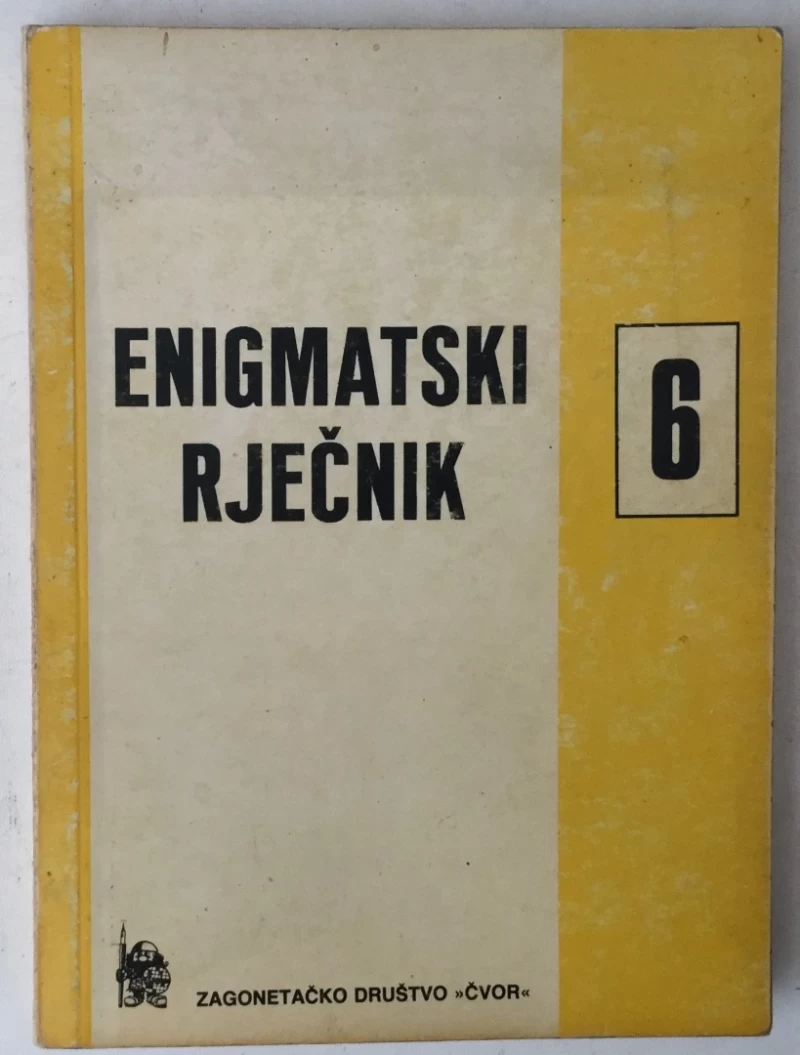 ENIGMATSKI
RJEČNIK
6
ZAGONETAČKO DRUŠTVO »ČVOR«